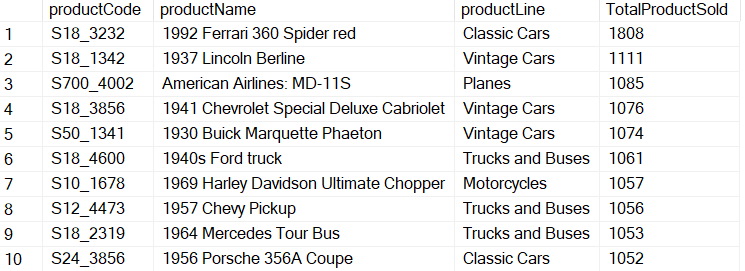 productCode productName productLine TotalProductSold
1 S18_3232 1992 Ferrari 360 Spider red Classic Cars 1808
2 S18_1342 1937 Lincoln Berline Vintage Cars 1111
3 S700_4002 American Airlines: MD-11S Planes 1085
4 S18_3856 1941 Chevrolet Special Deluxe Cabriolet Vintage Cars 1076
5 S50_1341 1930 Buick Marquette Phaeton Vintage Cars 1074
6 S18_4600 1940s Ford truck Trucks and Buses 1061
7 S10_1678 1969 Harley Davidson Ultimate Chopper Motorcycles 1057
8 S12_4473 1957 Chevy Pickup Trucks and Buses 1056
9 S18_2319 1964 Mercedes Tour Bus Trucks and Buses 1053
10 S24_3856 1956 Porsche 356A Coupe Classic Cars 1052